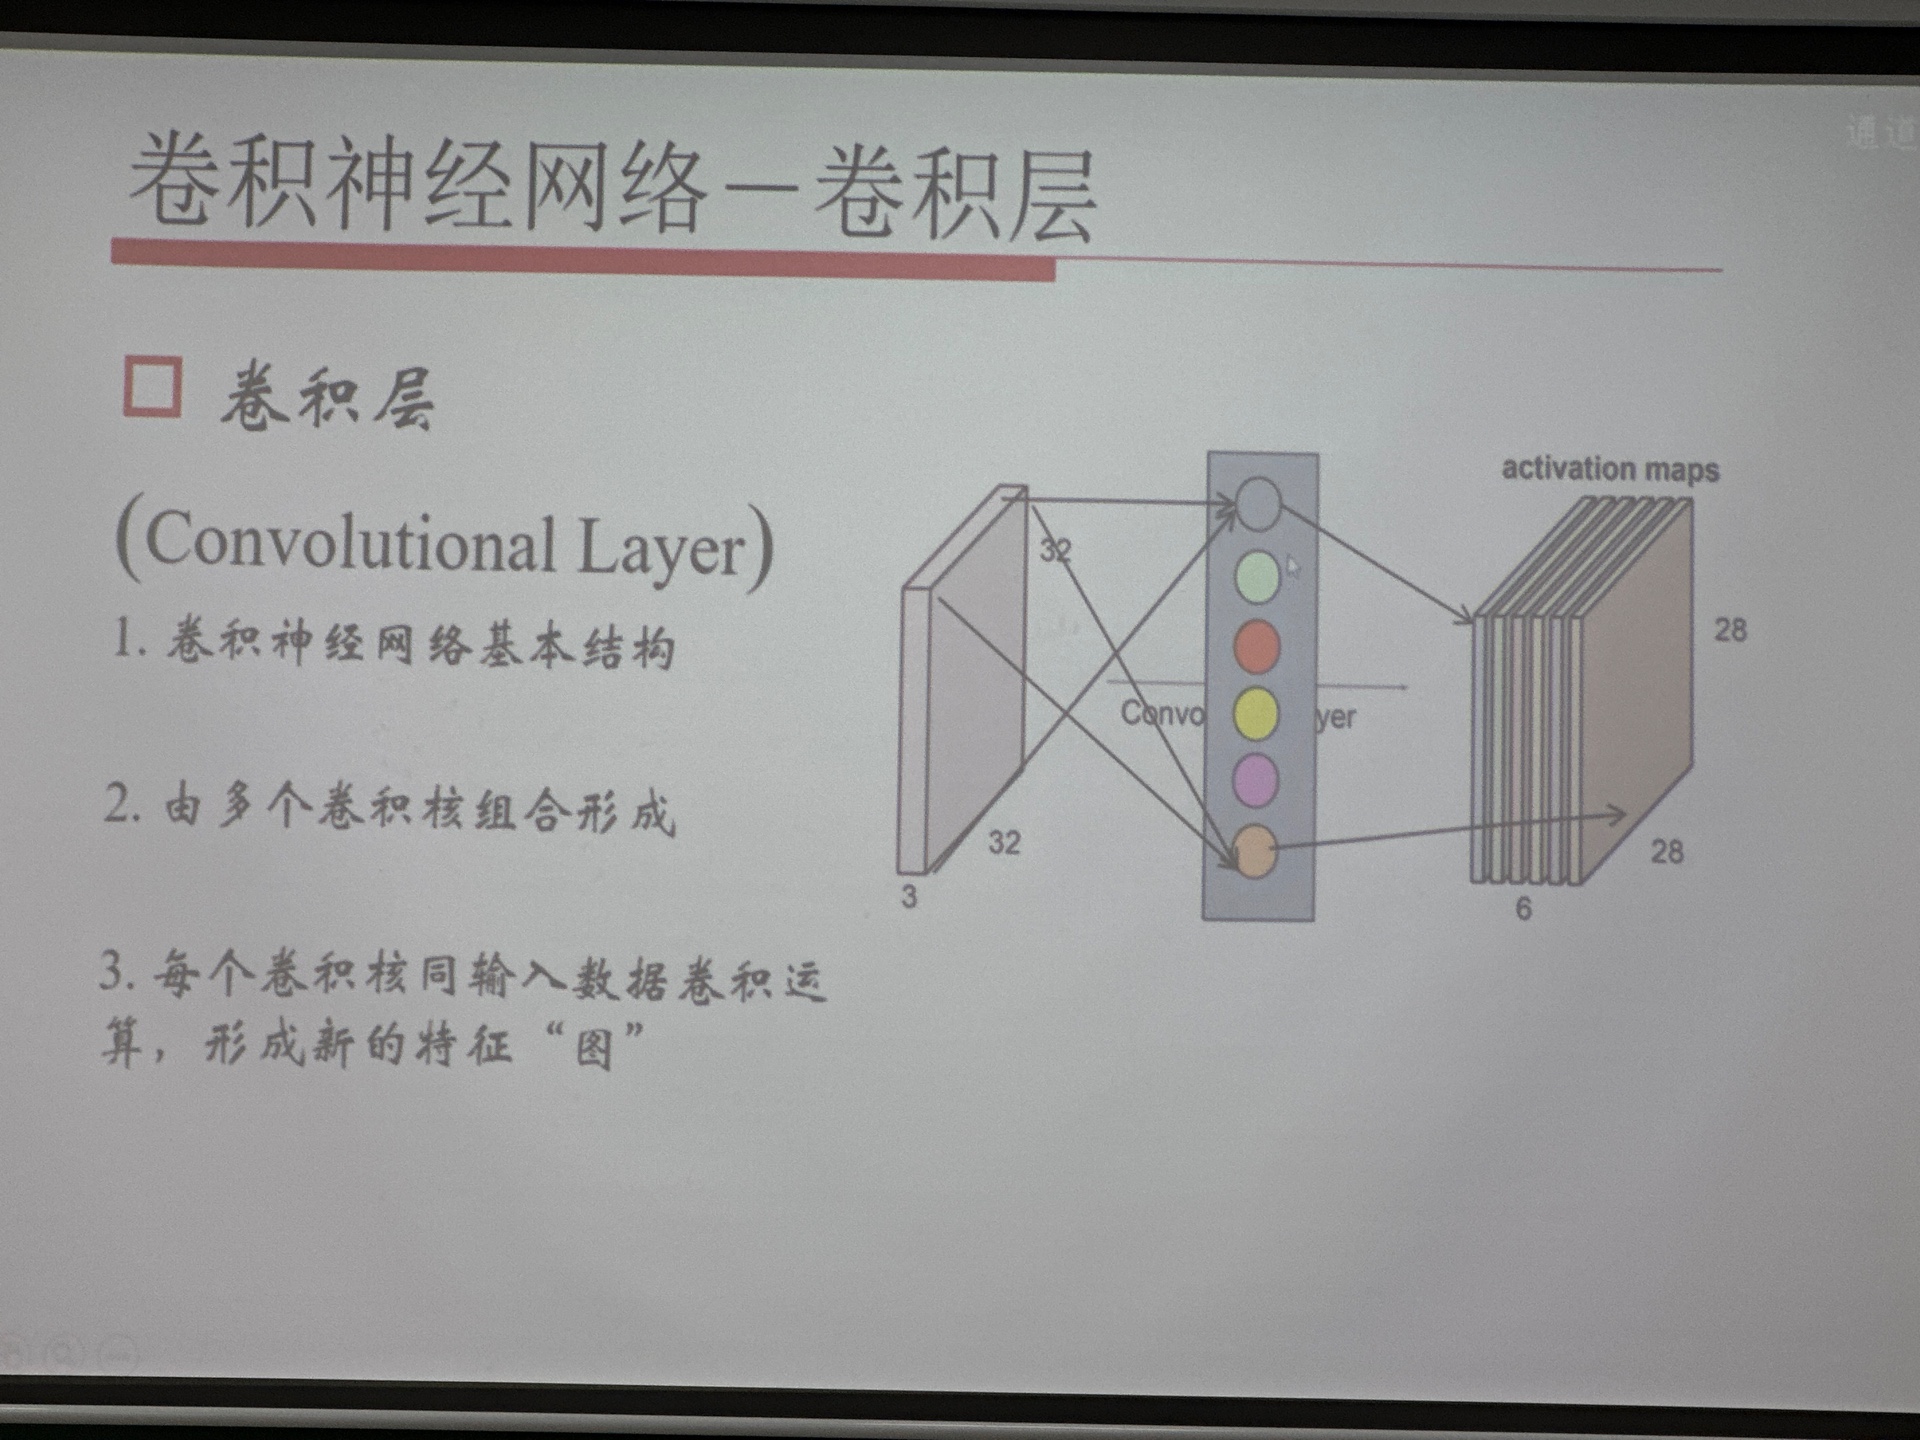 通道
卷积神经网络－卷积层
卷积层
(Convolutional Layer)
1. 卷积神经网络基本结构
2. 由多个卷积核组合形成
3. 每个卷积核同输入数据卷积运
算，形成新的特征“图”
activation maps
32
28
Convo
yer
32
28
3
6